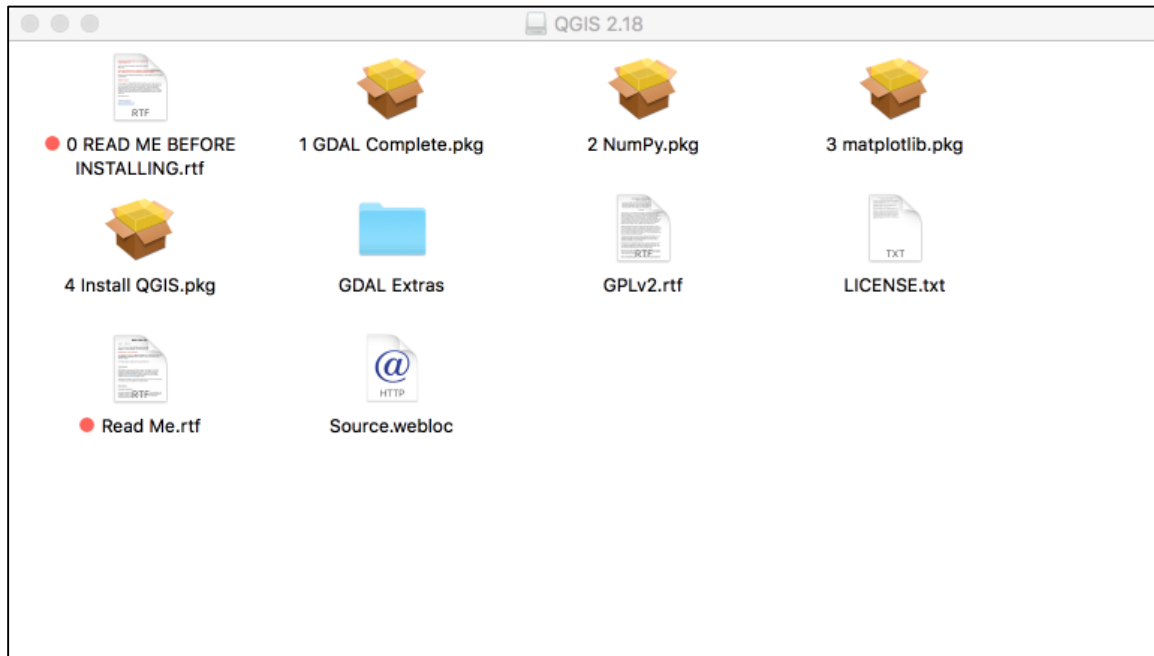 QGIS 2.18
RTF
0 READ ME BEFORE
INSTALLING.rtf
1 GDAL Complete.pkg
2 NumPy.pkg
3 matplotlib.pkg
4 Install QGIS.pkg
GDAL Extras
RTF
GPLv2.rtf
TXT
LICENSE.txt
RTF
Read Me.rtf
@
HTTP
Source.webloc